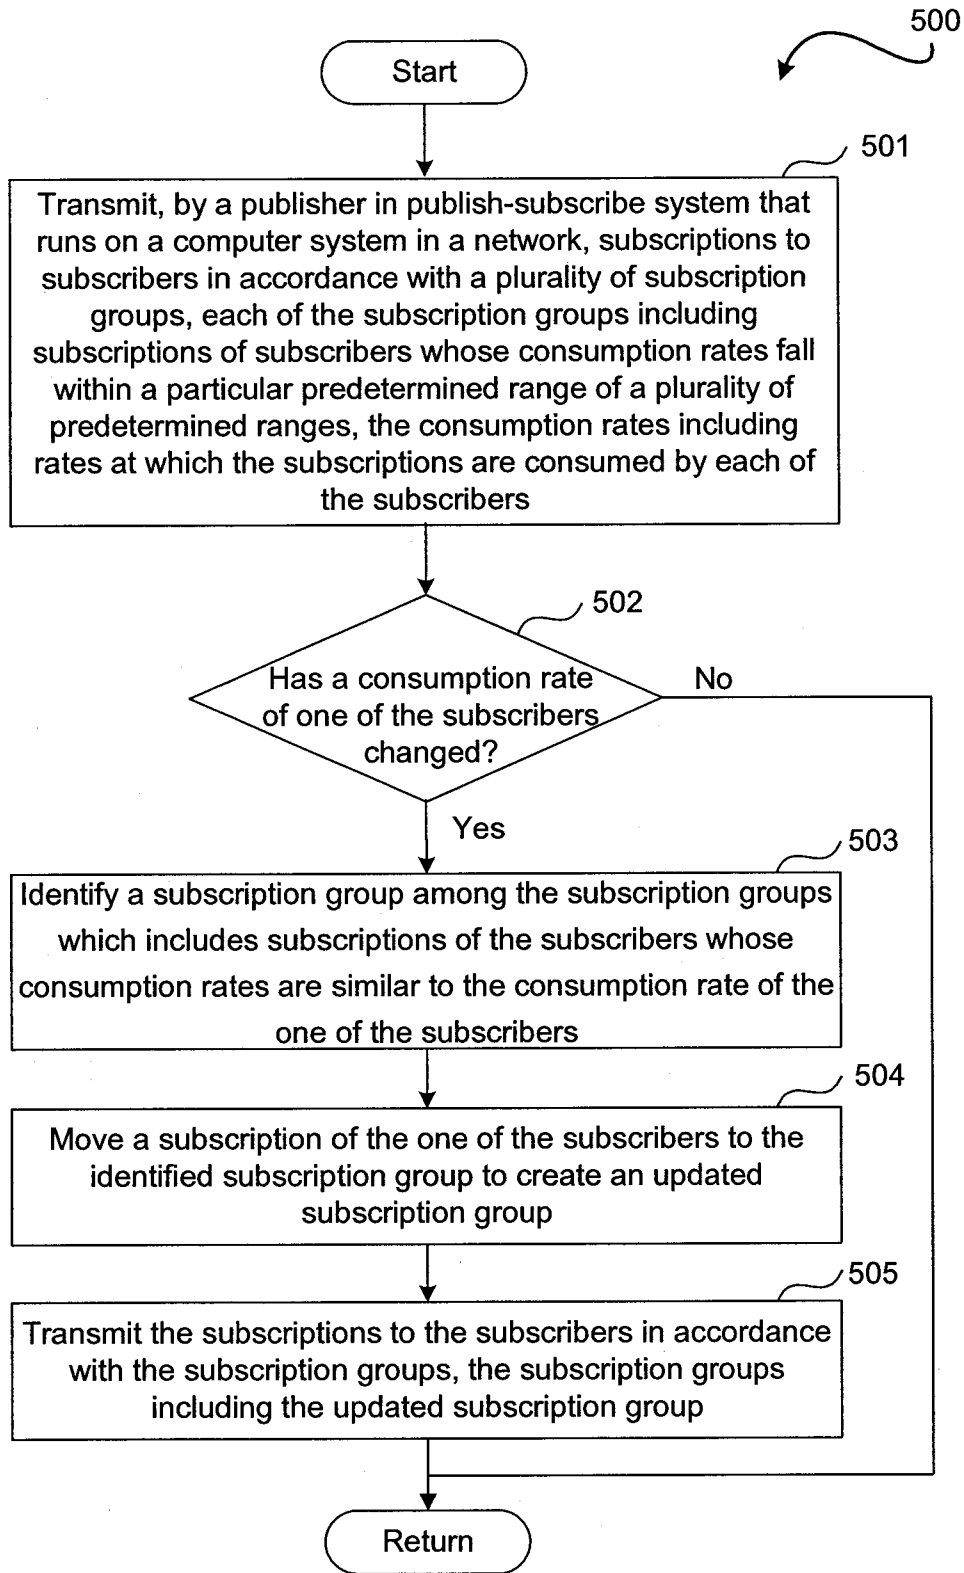 500
Start
501
Transmit, by a publisher in publish-subscribe system that
runs on a computer system in a network, subscriptions to
subscribers in accordance with a plurality of subscription
groups, each of the subscription groups including
subscriptions of subscribers whose consumption rates fall
within a particular predetermined range of a plurality of
predetermined ranges, the consumption rates including
rates at which the subscriptions are consumed by each of
the subscribers
502
Has a consumption rate
of one of the subscribers
changed?
No
Yes
503
Identify a subscription group among the subscription groups
which includes subscriptions of the subscribers whose
consumption rates are similar to the consumption rate of the
one of the subscribers
504
Move a subscription of the one of the subscribers to the
identified subscription group to create an updated
subscription group
505
Transmit the subscriptions to the subscribers in accordance
with the subscription groups, the subscription groups
including the updated subscription group
Return